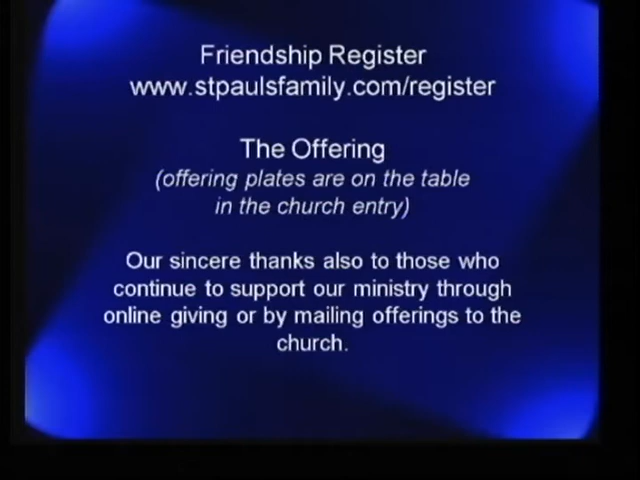 Friendship Register
www.stpaulsfamily.com/register
The Offering
(offering plates are on the table
in the church entry)
Our sincere thanks also to those who
continue to support our ministry through
online giving or by mailing offerings to the
church.